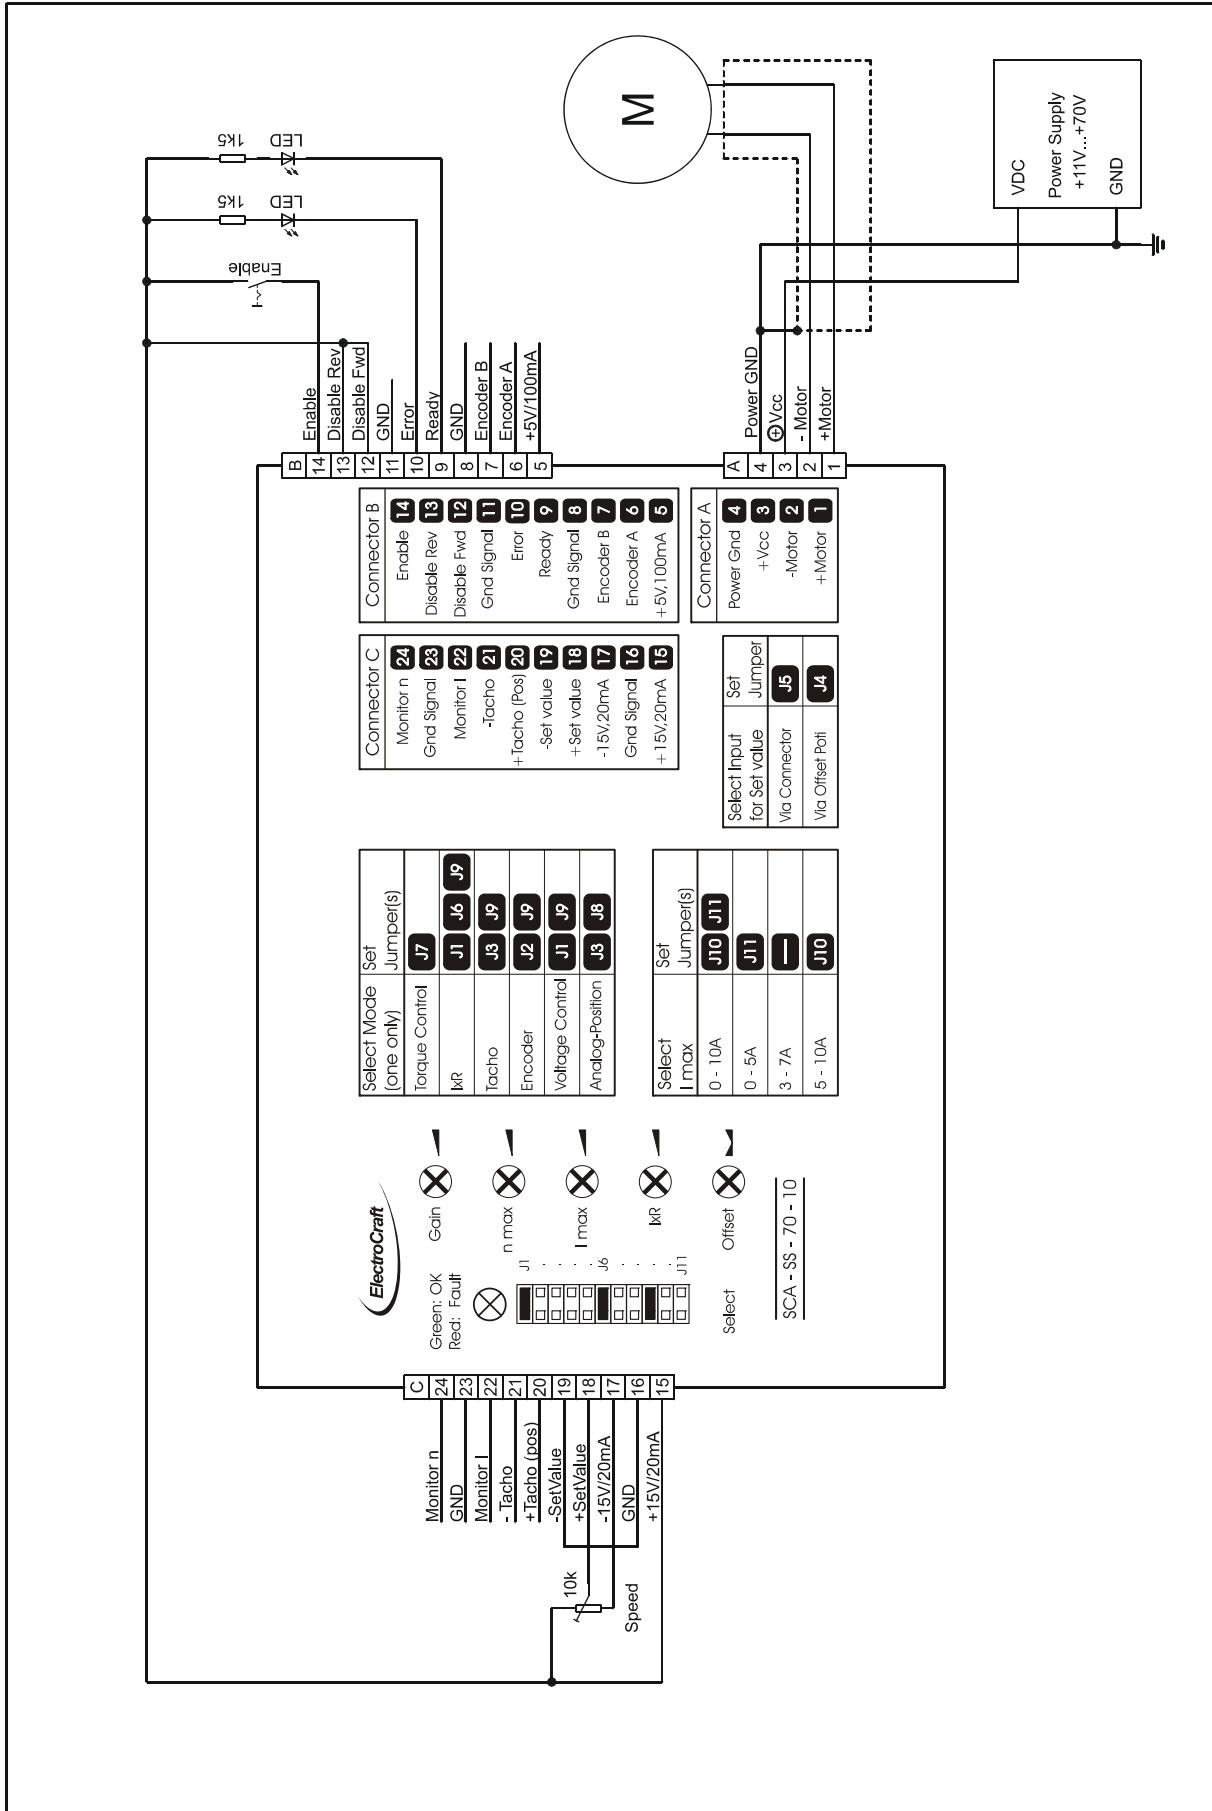 1k5
LED
1k5
LED
Enable
M
VDC
Power Supply
+11V...+70V
GND
Enable
Disable Rev
Disable Fwd
GND
Error
Ready
GND
Encoder B
Encoder A
+5V/100mA
Power GND
+Vcc
- Motor
+Motor
B
14
13
12
11
10
9
8
7
6
5
A
4
3
2
1
Connector B
Enable 14
Disable Rev 13
Disable Fwd 12
Gnd Signal 11
Error 10
Ready 9
Gnd Signal 8
Encoder B 7
Encoder A 6
+5V,100mA 5
Connector A
Power Gnd 4
+Vcc 3
-Motor 2
+Motor 1
Connector C
Monitor n 24
Gnd Signal 23
Monitor I 22
-Tacho 21
+Tacho (Pos) 20
-Set value 19
+Set value 18
-15V,20mA 17
Gnd Signal 16
+15V,20mA 15
Select Input
for Set value
Set
Jumper
Via Connector J5
Via Offset Poti J4
Select Mode
(one only)
Set
Jumper(s)
Torque Control J7
IxR J1 J6 J9
Tacho J3 J9
Encoder J2 J9
Voltage Control J1 J9
Analog-Position J3 J8
Select
I max
Set
Jumper(s)
0 - 10A J10 J11
0 - 5A J11
3 - 7A —
5 - 10A J10
ElectroCraft
Green: OK
Red: Fault
Gain
n max
I max
IxR
Offset
J1
J6
J11
Select
SCA - SS - 70 - 10
C
24
23
22
21
20
19
18
17
16
15
Monitor n
GND
Monitor I
- Tacho
+Tacho (pos)
-SetValue
+SetValue
-15V/20mA
GND
+15V/20mA
10k
Speed